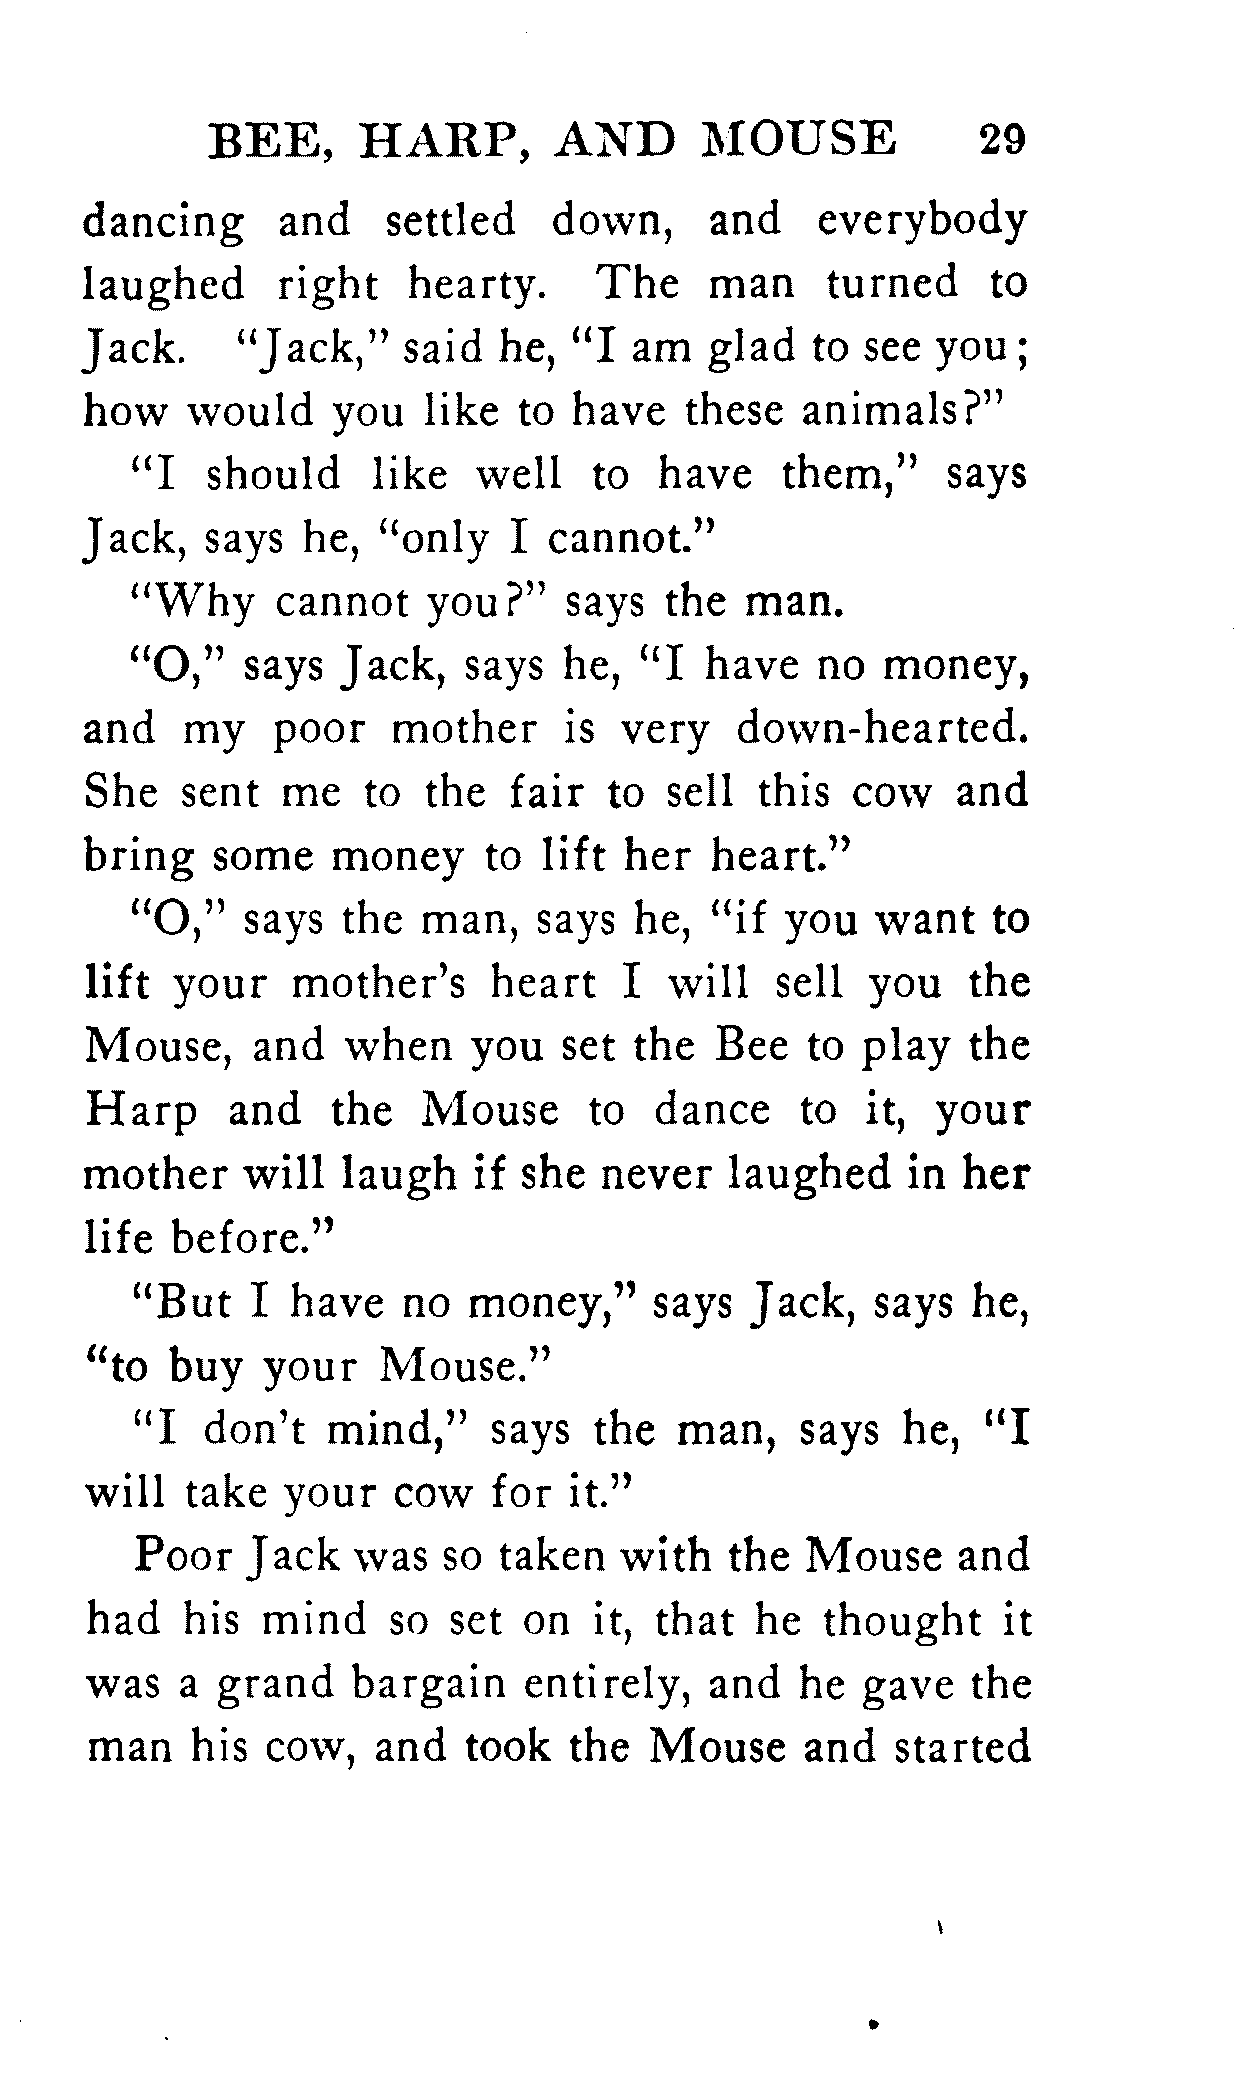 BEE, HARP, AND MOUSE 29
dancing and settled down, and everybody
laughed right hearty. The man turned to
Jack. "Jack," said he, "I am glad to see you;
how would you like to have these animals?"
"I should like well to have them," says
Jack, says he, "only I cannot."
"Why cannot you?" says the man.
"O," says Jack, says he, "I have no money,
and my poor mother is very down-hearted.
She sent me to the fair to sell this cow and
bring some money to lift her heart."
"O," says the man, says he, "if you want to
lift your mother's heart I will sell you the
Mouse, and when you set the Bee to play the
Harp and the Mouse to dance to it, your
mother will laugh if she never laughed in her
life before."
"But I have no money," says Jack, says he,
"to buy your Mouse."
"I don't mind," says the man, says he, "I
will take your cow for it."
Poor Jack was so taken with the Mouse and
had his mind so set on it, that he thought it
was a grand bargain entirely, and he gave the
man his cow, and took the Mouse and started